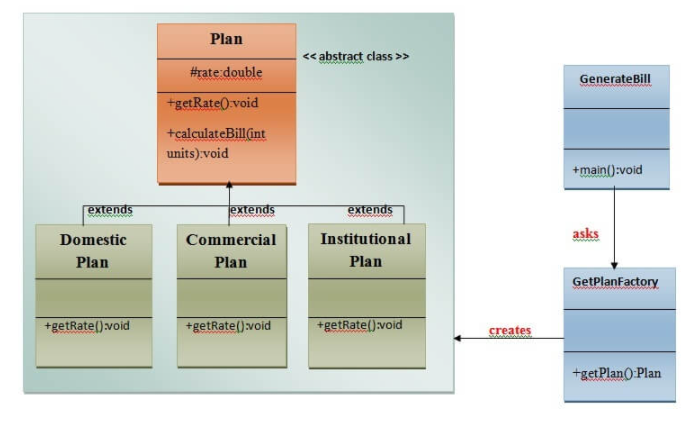 Plan
<< abstract class >>
#rate:double
+getRate():void
+calculateBill(int
units):void
extends
extends
extends
Domestic
Plan
+getRate():void
Commercial
Plan
+getRate():void
Institutional
Plan
+getRate():void
GenerateBill
+main():void
asks
GetPlanFactory
+getPlan():Plan
creates